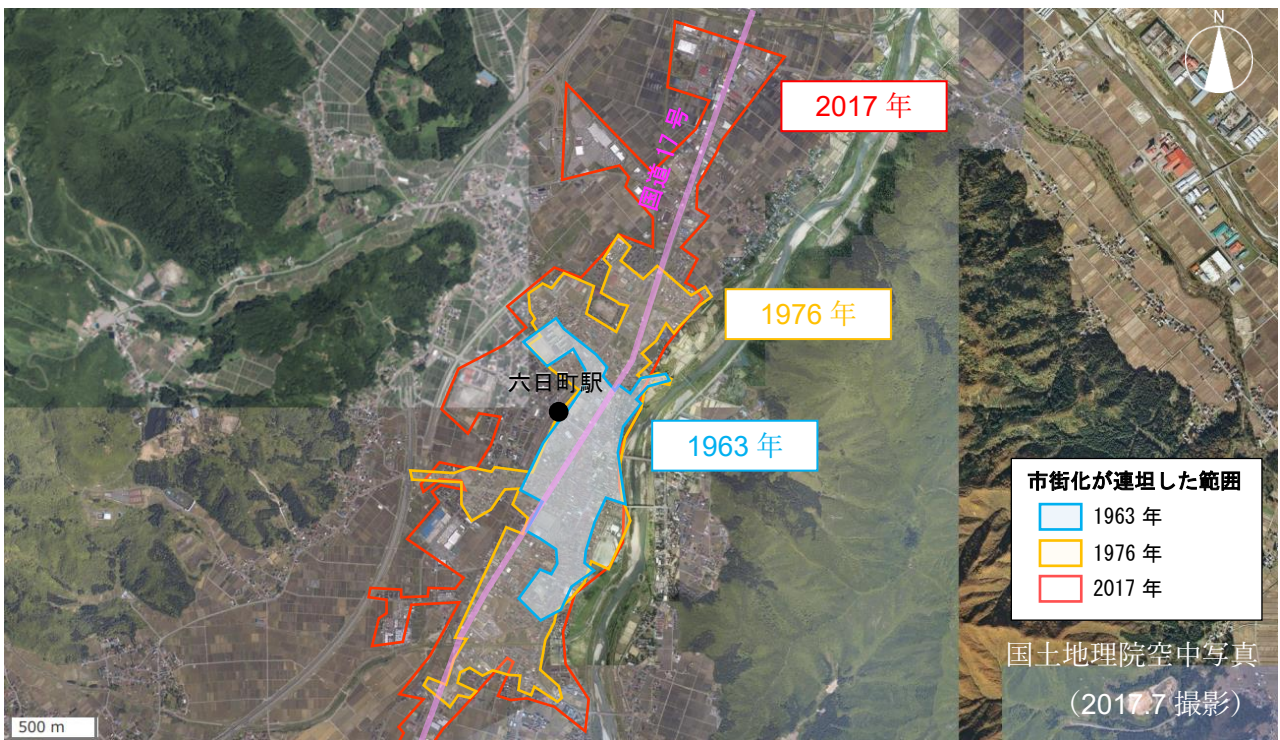 N
2017 年
国道 17 号
1976 年
六日町駅
1963 年
市街化が連坦した範囲
1963 年
1976 年
2017 年
国土地理院空中写真
（2017.7 撮影）
500 m